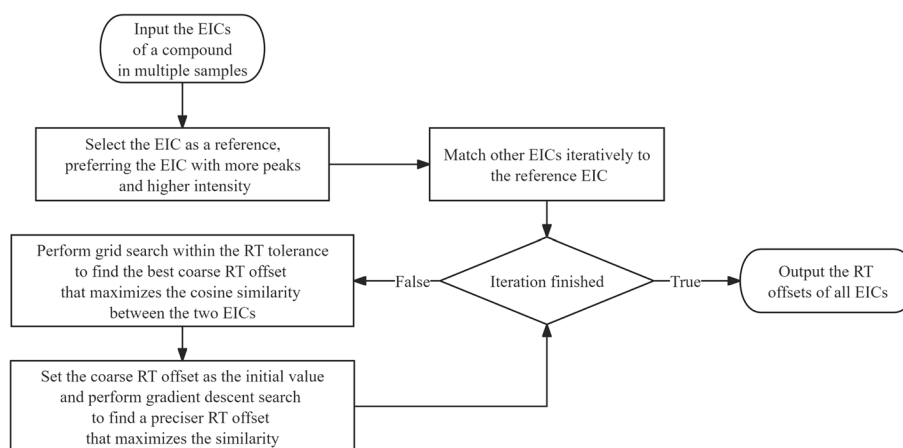 Input the EICs
of a compound
in multiple samples
Select the EIC as a reference,
preferring the EIC with more peaks
and higher intensity
Match other EICs iteratively to
the reference EIC
Perform grid search within the RT tolerance
to find the best coarse RT offset
that maximizes the cosine similarity
between the two EICs
False
Iteration finished
True
Output the RT
offsets of all EICs
Set the coarse RT offset as the initial value
and perform gradient descent search
to find a preciser RT offset
that maximizes the similarity